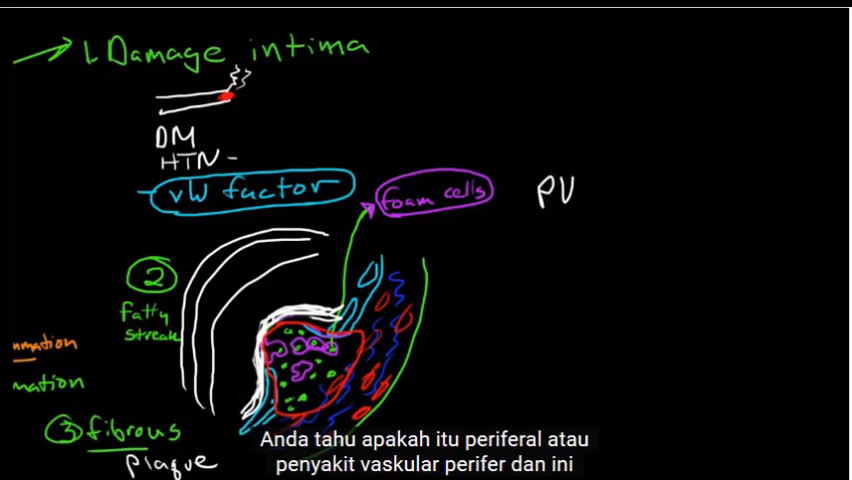 1. Damage intima
DM
HTN -
vW factor
foam cells
PV
2
fatty
streak
mmation
mation
3 fibrous
plaque
Anda tahu apakah itu periferal atau
penyakit vaskular perifer dan ini